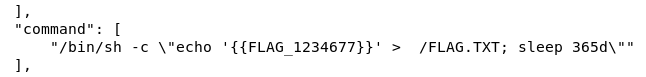 ],
"command": [
"/bin/sh -c \"echo '{{FLAG_1234677}}' >  /FLAG.TXT; sleep 365d\""
],